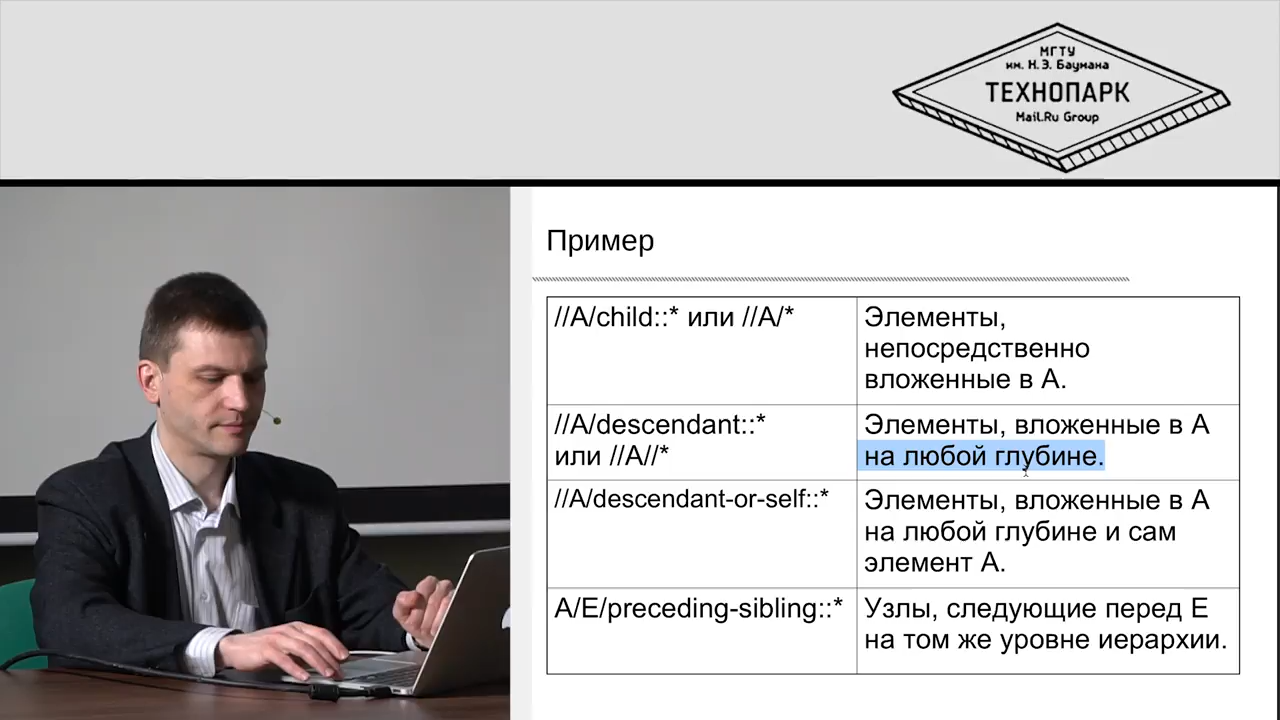 МГТУ
им. Н.Э. Баумана
ТЕХНОПАРК
Mail.Ru Group
Пример
//A/child::* или //A/*
Элементы,
непосредственно
вложенные в А.
//A/descendant::*
или //A//*
Элементы, вложенные в А
на любой глубине.
//A/descendant-or-self::*
Элементы, вложенные в А
на любой глубине и сам
элемент А.
A/E/preceding-sibling::*
Узлы, следующие перед Е
на том же уровне иерархии.